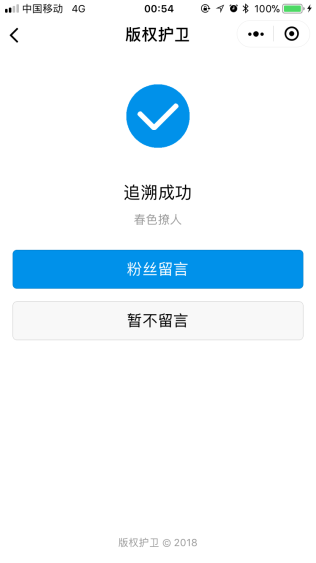 中国移动 4G 00:54 100%
版权护卫
追溯成功
春色撩人
粉丝留言
暂不留言
版权护卫 © 2018